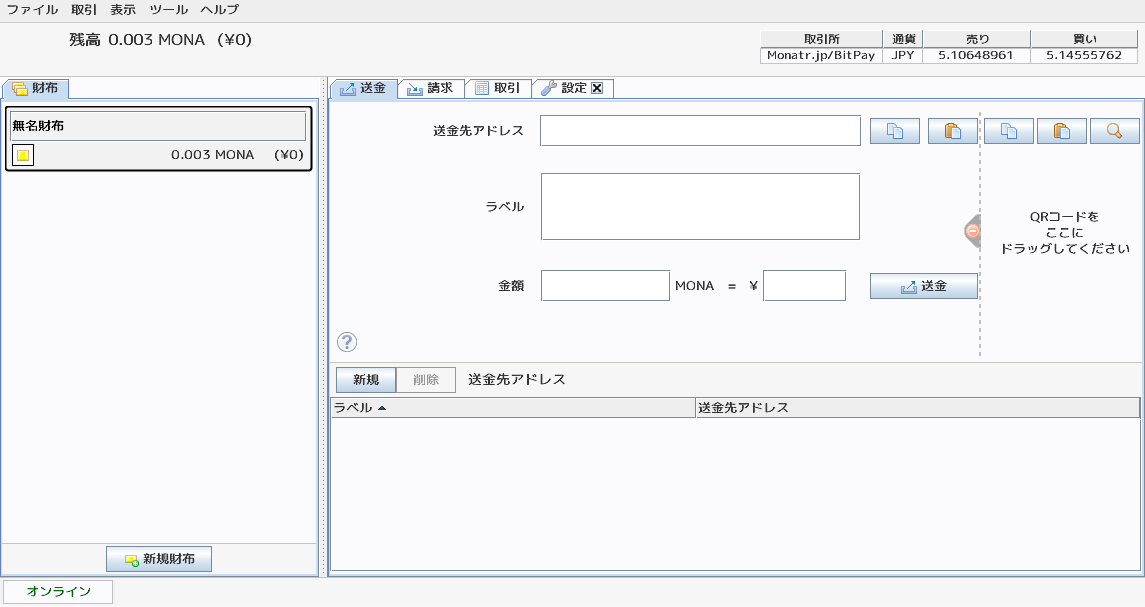 ファイル 取引 表示 ツール ヘルプ
残高 0.003 MONA (¥0)
取引所 通貨 売り 買い
Monatr.jp/BitPay JPY 5.10648961 5.14555762
財布
無名財布
0.003 MONA (¥0)
新規財布
送金 請求 取引 設定
送金先アドレス
ラベル
金額 MONA = ¥ 送金
QRコードを
ここに
ドラッグしてください
?
新規 削除 送金先アドレス
ラベル 送金先アドレス
オンライン